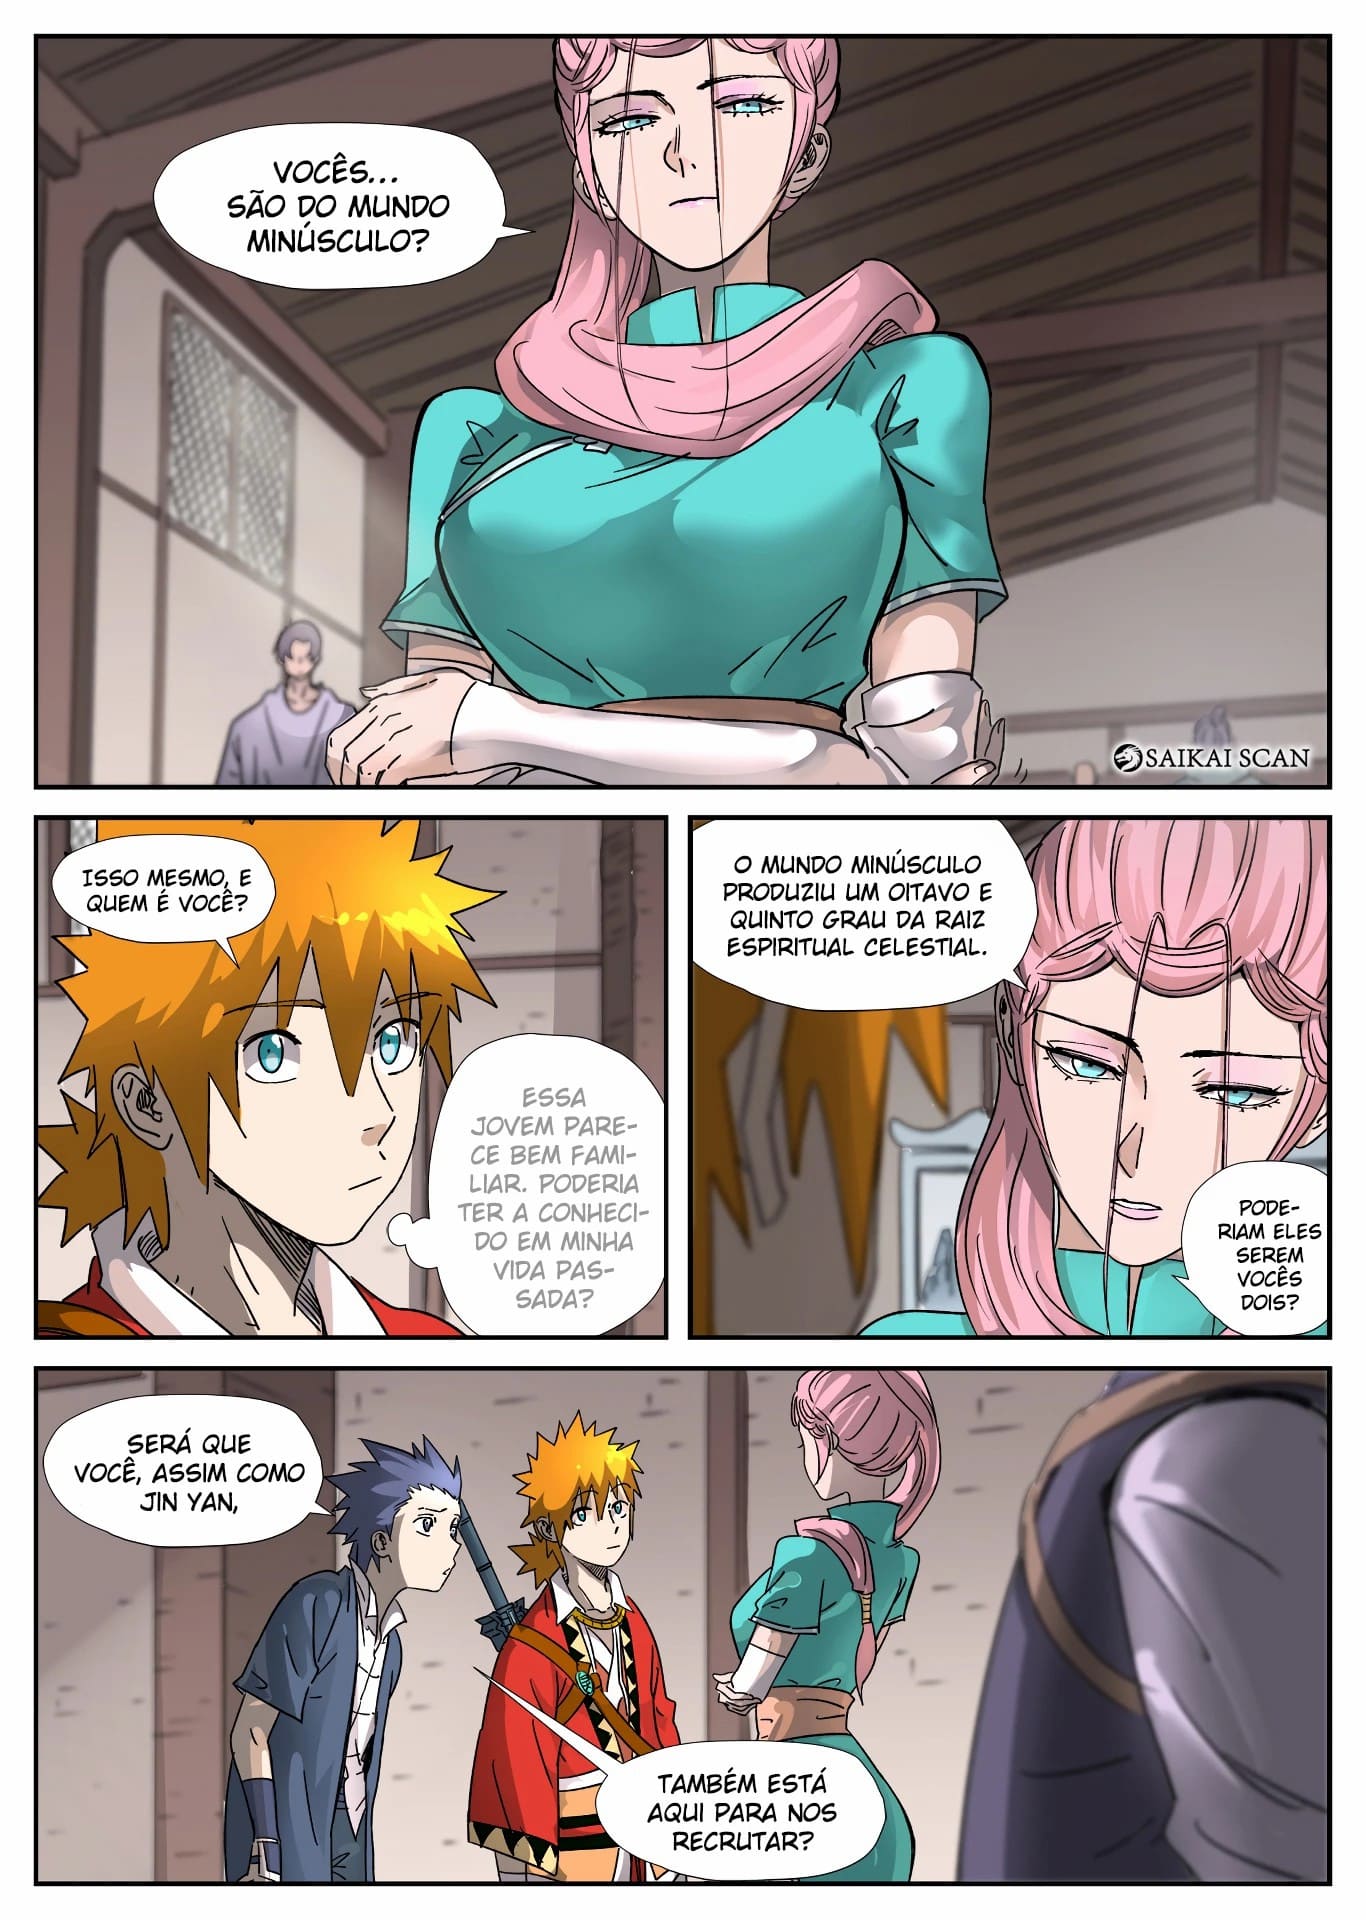 VOCÊS...
SÃO DO MUNDO
MINÚSCULO?
SAIKAI SCAN
ISSO MESMO, E
QUEM É VOCÊ?
ESSA
JOVEM PARE-
CE BEM FAMI-
LIAR. PODERIA
TER A CONHECI-
DO EM MINHA
VIDA PAS-
SADA?
O MUNDO MINÚSCULO
PRODUZIU UM OITAVO E
QUINTO GRAU DA RAIZ
ESPIRITUAL CELESTIAL.
PODE-
RIAM ELES
SEREM
VOCÊS
DOIS?
SERÁ QUE
VOCÊ, ASSIM COMO
JIN YAN,
TAMBÉM ESTÁ
AQUI PARA NOS
RECRUTAR?